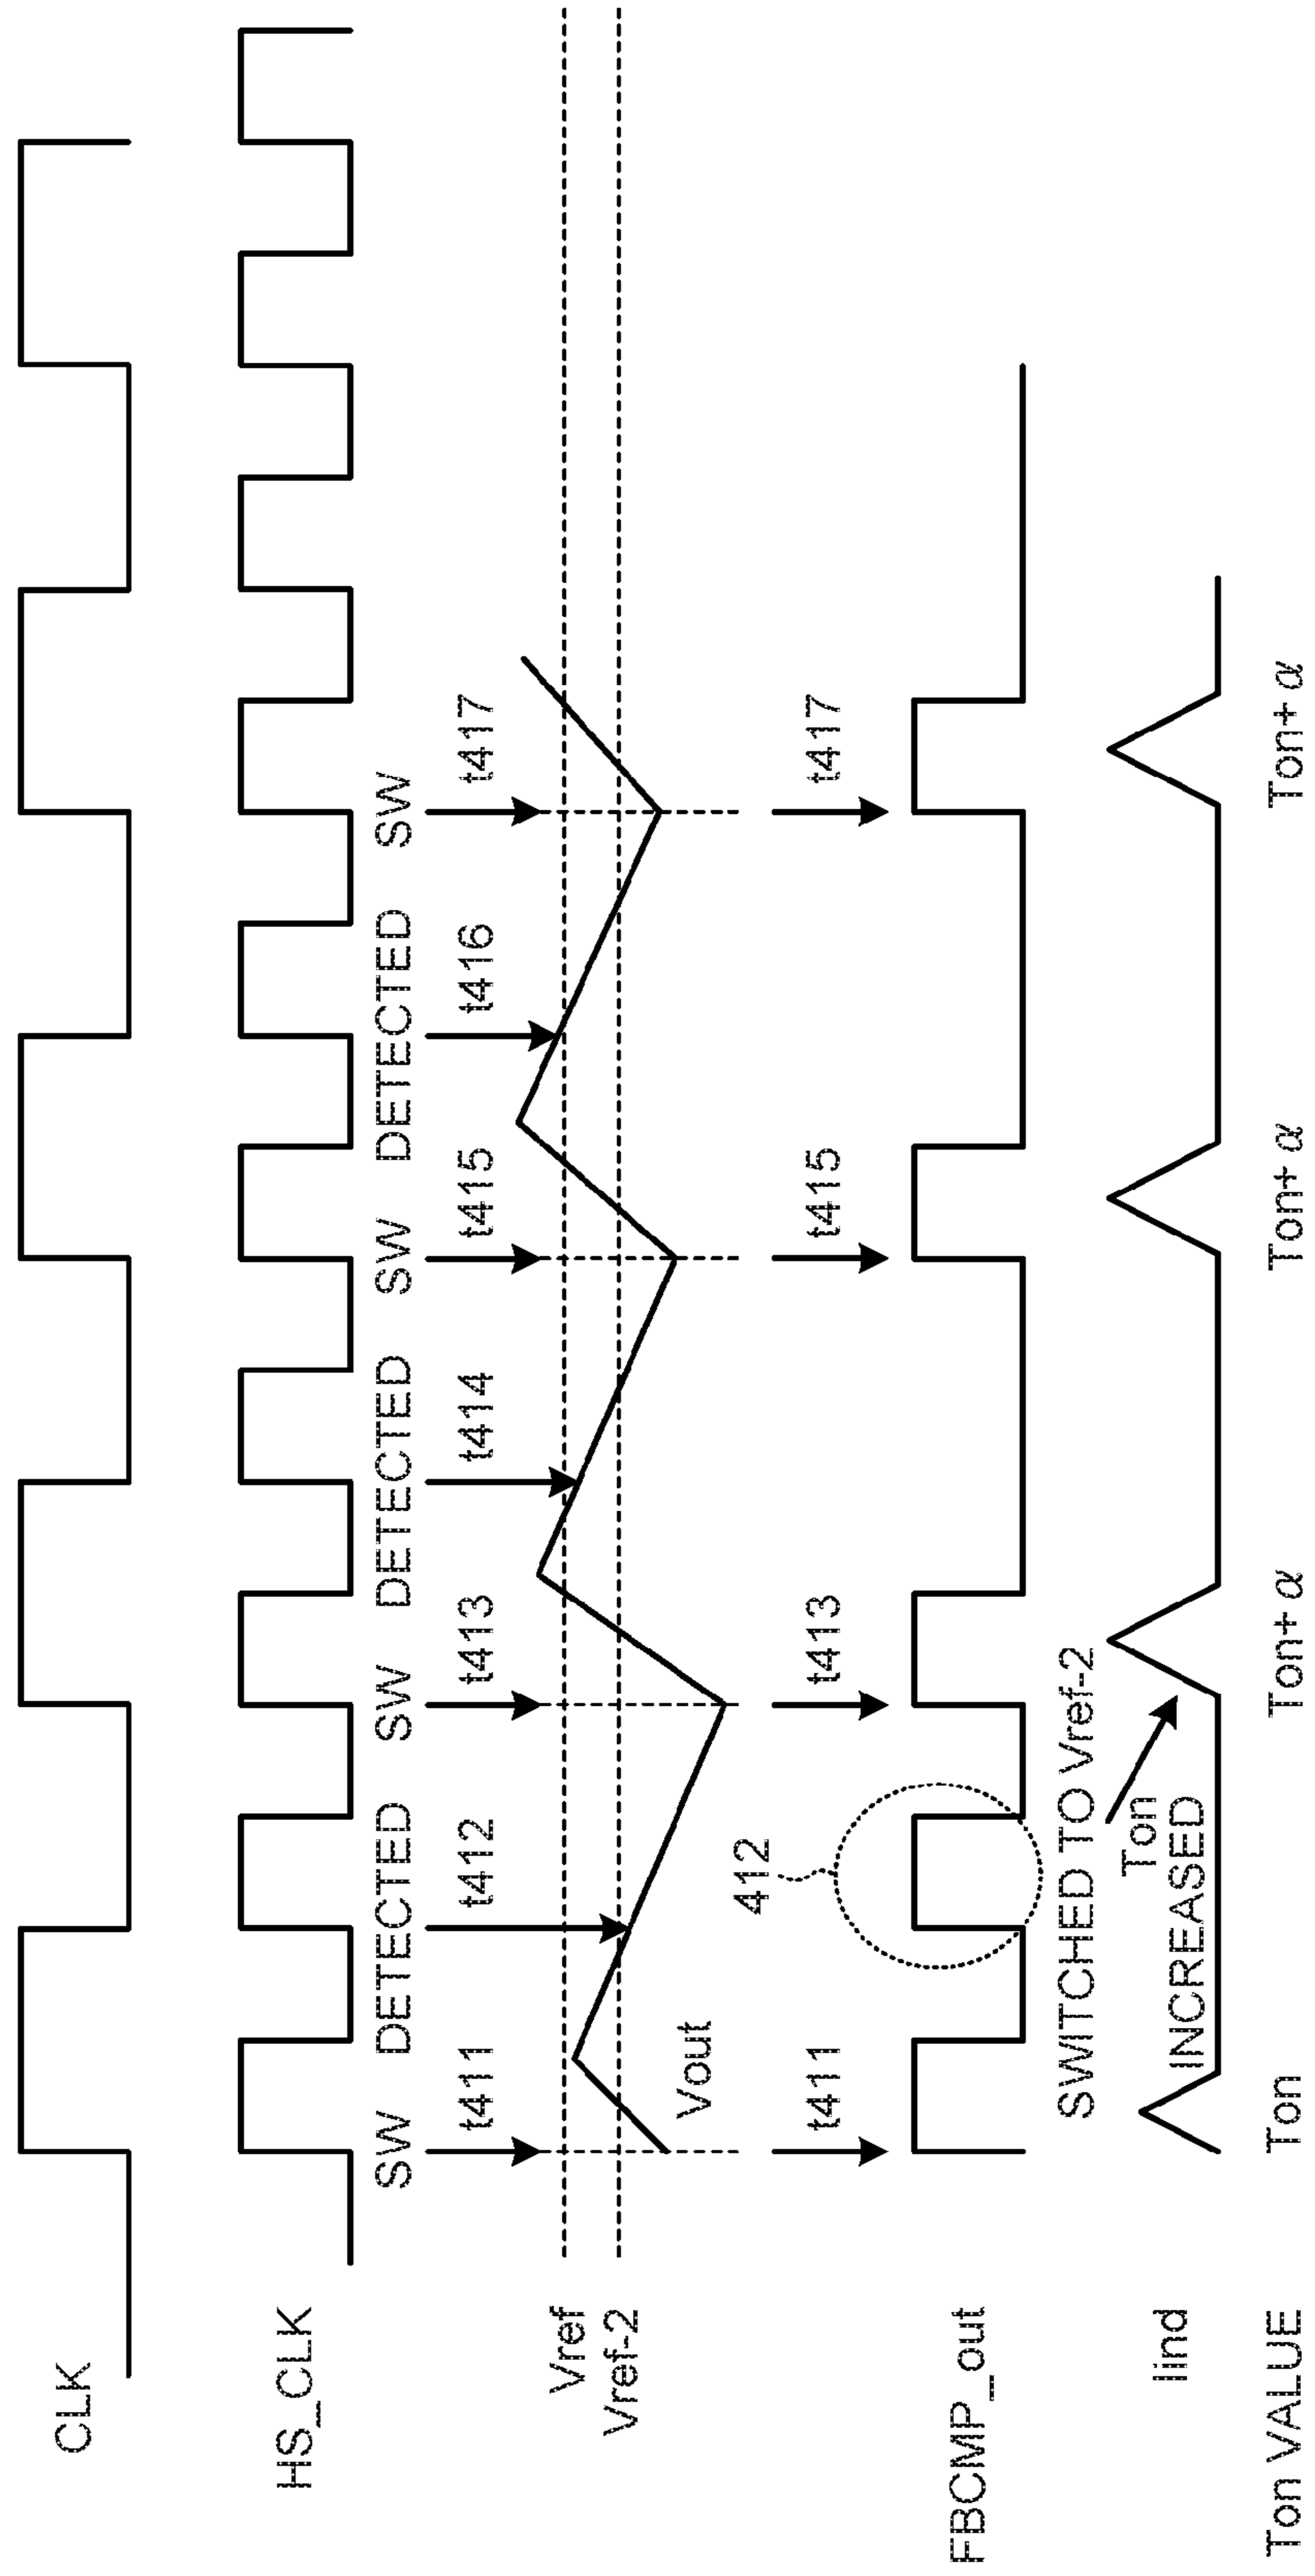 CLK
HS_CLK
SW DETECTED SW DETECTED SW DETECTED SW
t411 t412 t413 t414 t415 t416 t417
Vref
Vref-2
Vout
412
t411 t413 t415 t417
FBCMP_out
SWITCHED TO Vref-2
Ton
INCREASED
Iind
Ton VALUE Ton Ton+α Ton+α Ton+α